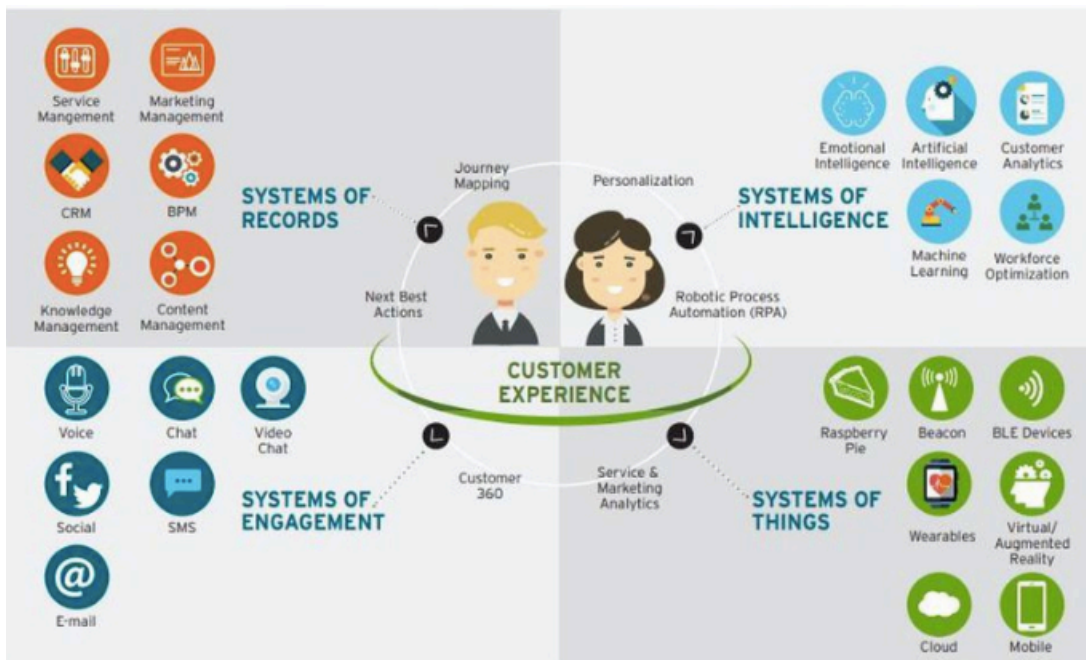 Service
Mangement
Marketing
Management
CRM
BPM
Knowledge
Management
Content
Management
SYSTEMS OF
RECORDS
Journey
Mapping
Next Best
Actions
Personalization
Robotic Process
Automation (RPA)
SYSTEMS OF
INTELLIGENCE
Emotional
Intelligence
Artificial
Intelligence
Customer
Analytics
Machine
Learning
Workforce
Optimization
CUSTOMER
EXPERIENCE
Voice
Chat
Video
Chat
Social
SMS
@
E-mail
SYSTEMS OF
ENGAGEMENT
Customer
360
Service &
Marketing
Analytics
SYSTEMS OF
THINGS
Raspberry
Pie
Beacon
BLE Devices
Wearables
Virtual/
Augmented
Reality
Cloud
Mobile